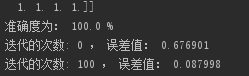 1. 1. 1. 1.]]
准确度为: 100.0 %
迭代的次数: 0 , 误差值: 0.676901
迭代的次数: 100 , 误差值: 0.087998